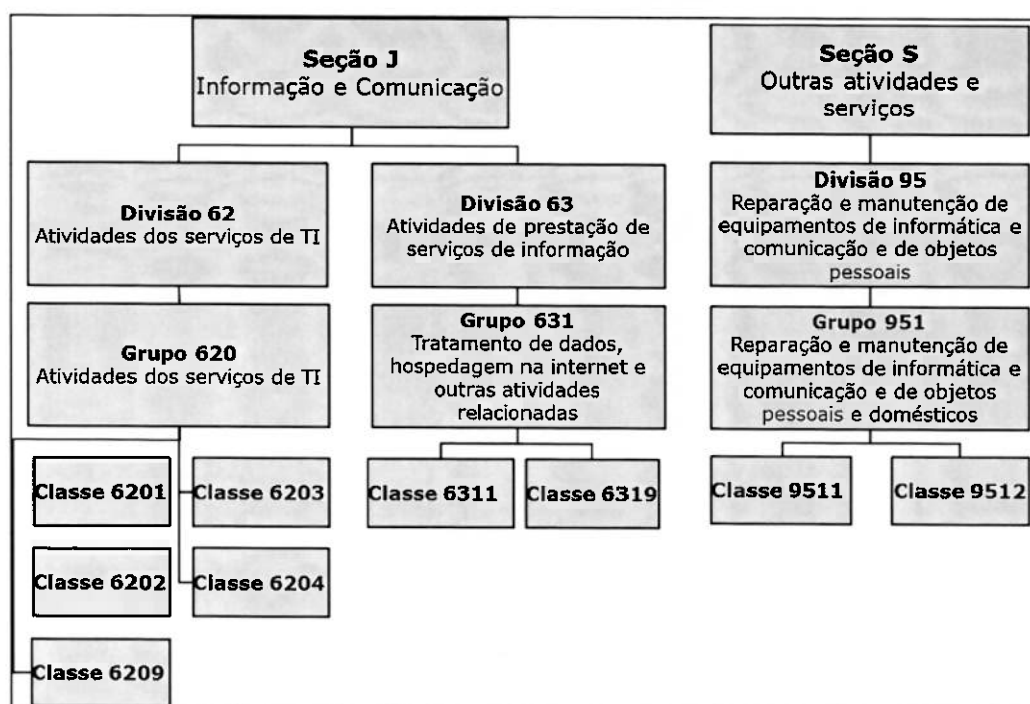 Seção J
Informação e Comunicação
Seção S
Outras atividades e
serviços
Divisão 62
Atividades dos serviços de TI
Divisão 63
Atividades de prestação de
serviços de informação
Divisão 95
Reparação e manutenção de
equipamentos de informática e
comunicação e de objetos
pessoais
Grupo 620
Atividades dos serviços de TI
Grupo 631
Tratamento de dados,
hospedagem na internet e
outras atividades
relacionadas
Grupo 951
Reparação e manutenção de
equipamentos de informática e
comunicação e de objetos
pessoais e domésticos
Classe 6201
Classe 6203
Classe 6311
Classe 6319
Classe 9511
Classe 9512
Classe 6202
Classe 6204
Classe 6209